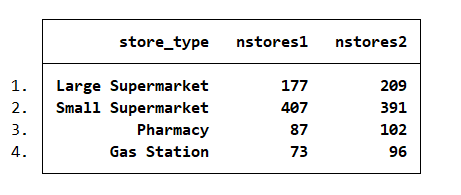 store_type nstores1 nstores2
1. Large Supermarket 177 209
2. Small Supermarket 407 391
3. Pharmacy 87 102
4. Gas Station 73 96